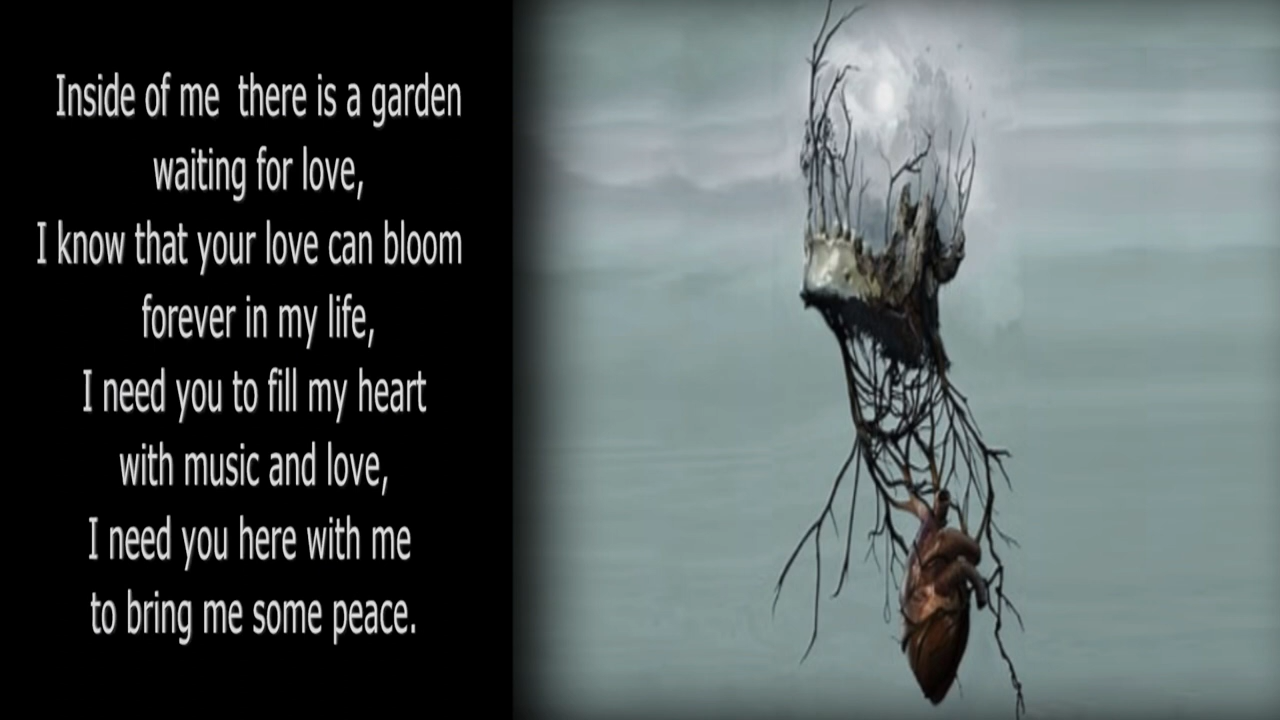 Inside of me  there is a garden
waiting for love,
I know that your love can bloom
forever in my life,
I need you to fill my heart
with music and love,
I need you here with me
to bring me some peace.